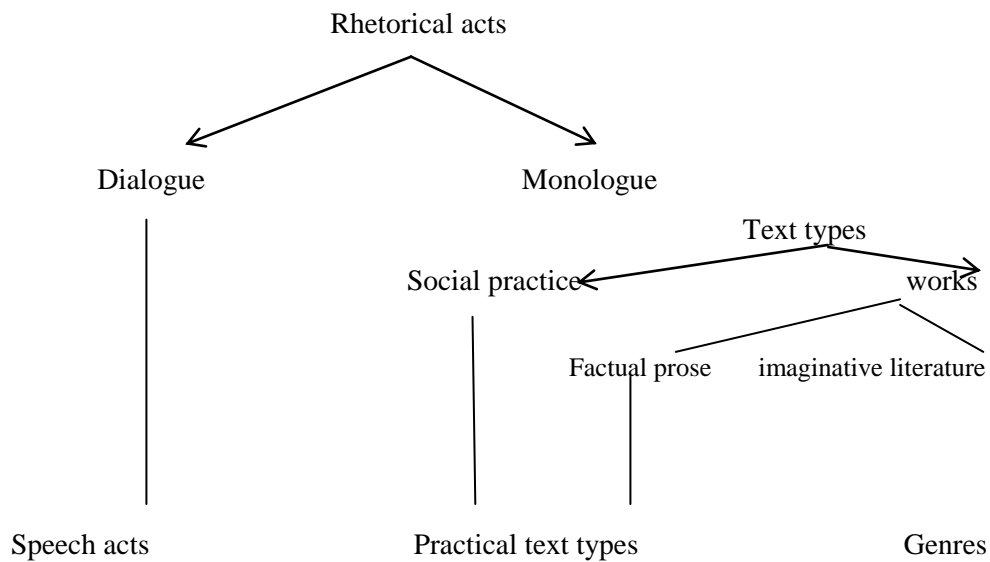 Rhetorical acts
Dialogue
Monologue
Text types
Social practice
works
Factual prose
imaginative literature
Speech acts
Practical text types
Genres